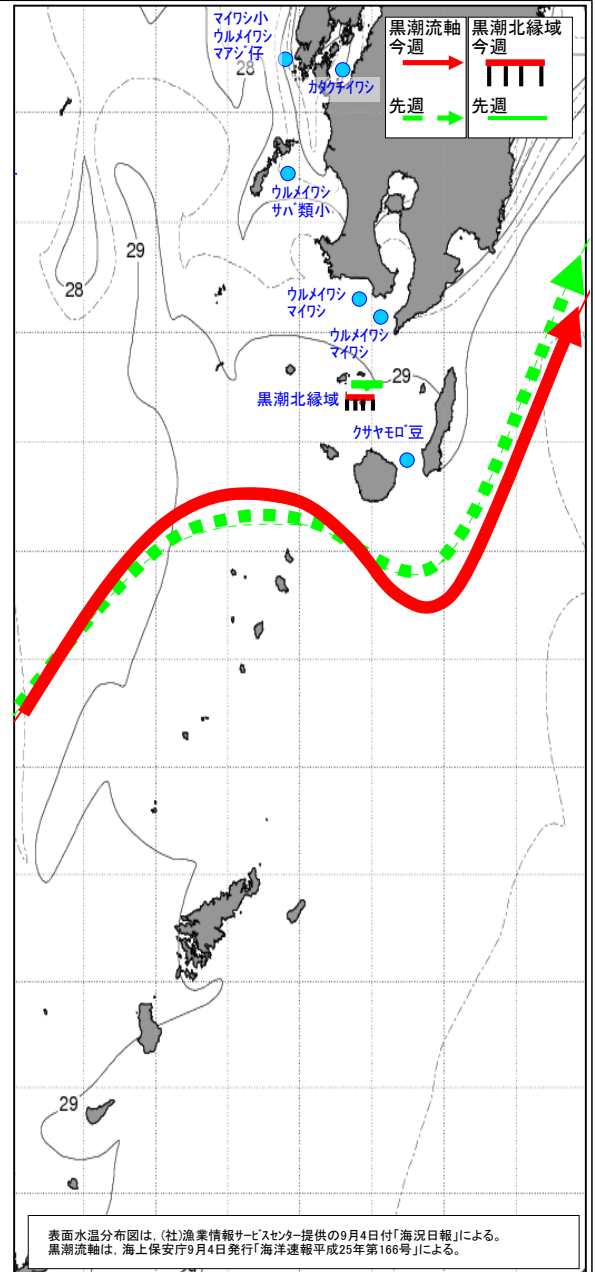 マイワシ小
ウルメイワシ
マアジ仔
28
カタクチイワシ
黒潮流軸
今週
先週
黒潮北縁域
今週
先週
ウルメイワシ
サバ類小
29
28
ウルメイワシ
マイワシ
ウルメイワシ
マイワシ
29
黒潮北縁域
クサヤモロ豆
29
表面水温分布図は,(社)漁業情報サービスセンター提供の9月4日付「海況日報」による。
黒潮流軸は,海上保安庁9月4日発行「海洋速報平成25年第166号」による。